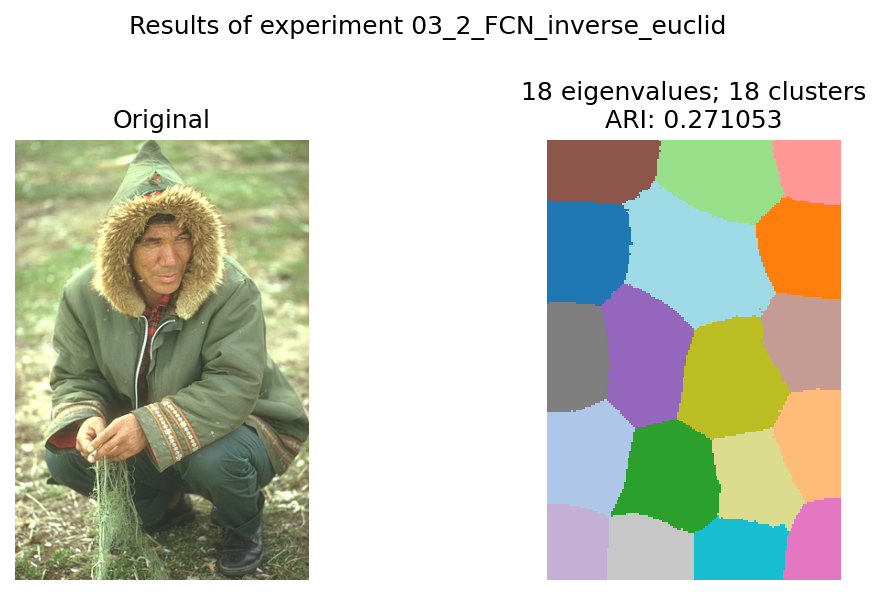 Results of experiment 03_2_FCN_inverse_euclid
Original
18 eigenvalues; 18 clusters
ARI: 0.271053